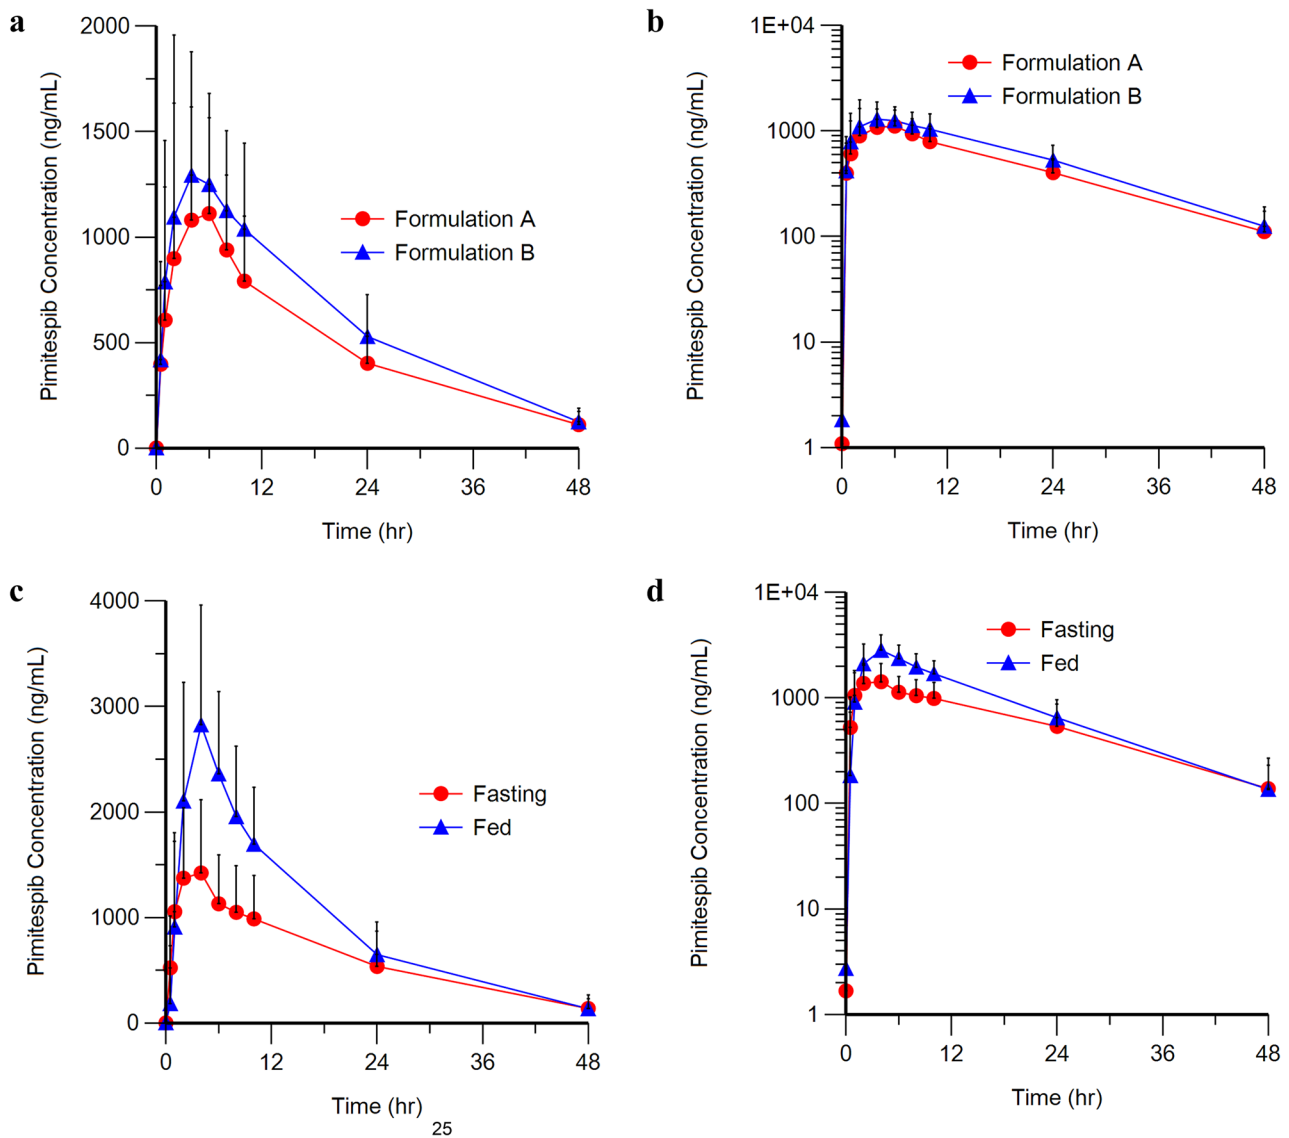 a
2000
1500
1000
500
0
0 12 24 36 48
Pimitespib Concentration (ng/mL)
Time (hr)
Formulation A
Formulation B
b
1E+04
1000
100
10
1
0 12 24 36 48
Pimitespib Concentration (ng/mL)
Time (hr)
Formulation A
Formulation B
c
4000
3000
2000
1000
0
0 12 24 36 48
Pimitespib Concentration (ng/mL)
Time (hr)
Fasting
Fed
d
1E+04
1000
100
10
1
0 12 24 36 48
Pimitespib Concentration (ng/mL)
Time (hr)
Fasting
Fed
25